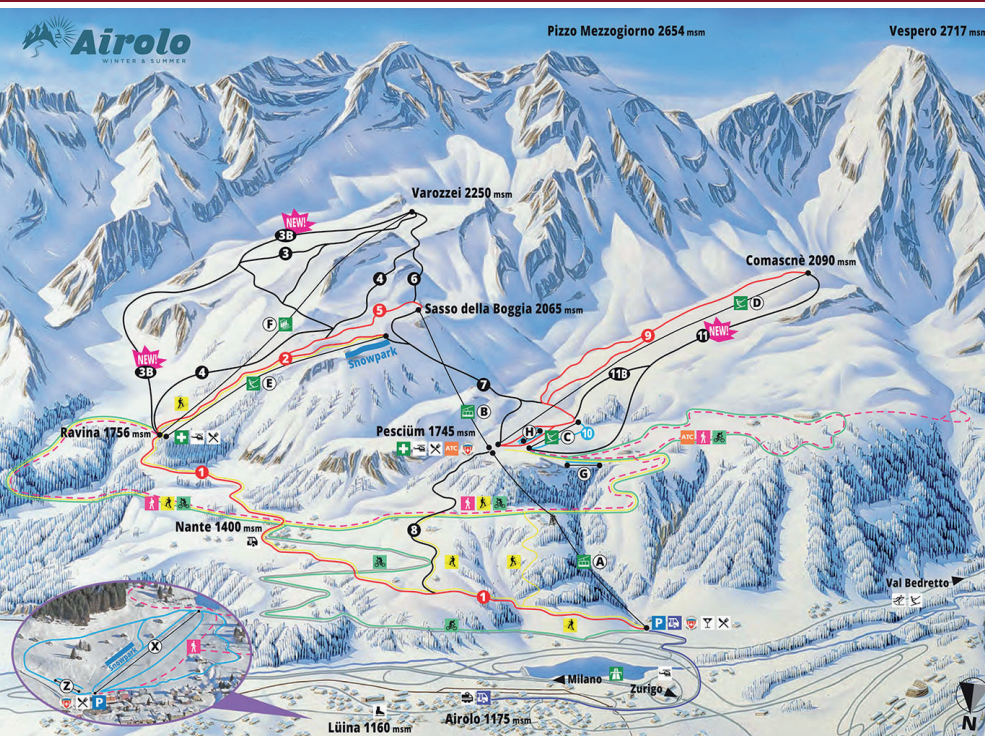 Airolo
WINTER & SUMMER
Pizzo Mezzogiorno 2654 msm
Vespero 2717 msm
Varozzei 2250 msm
NEW!
3B
3
4
6
Comascnè 2090 msm
Sasso della Boggia 2065 msm
D
5
F
9
11
NEW!
2
Snowpark
NEW!
3B
4
E
7
11B
B
Ravina 1756 msm
Pesciüm 1745 msm
H
C
10
ATC
ATC
G
1
Nante 1400 msm
8
A
1
Val Bedretto
P
X
Snowpark
Z
P
Milano
Zurigo
Airolo 1175 msm
Lüina 1160 msm
N